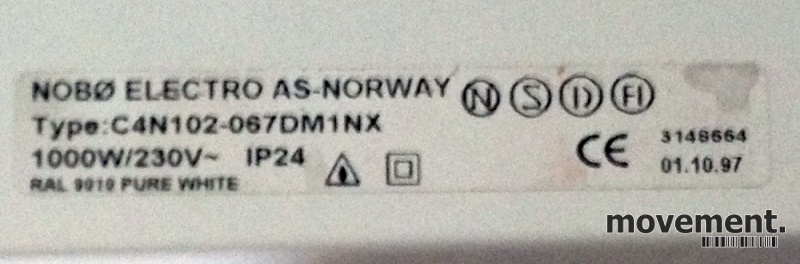 NOBØ ELECTRO AS-NORWAY N S D FI
Type:C4N102-067DM1NX
1000W/230V~ IP24 CE 3148664
RAL 9010 PURE WHITE 01.10.97
movement.